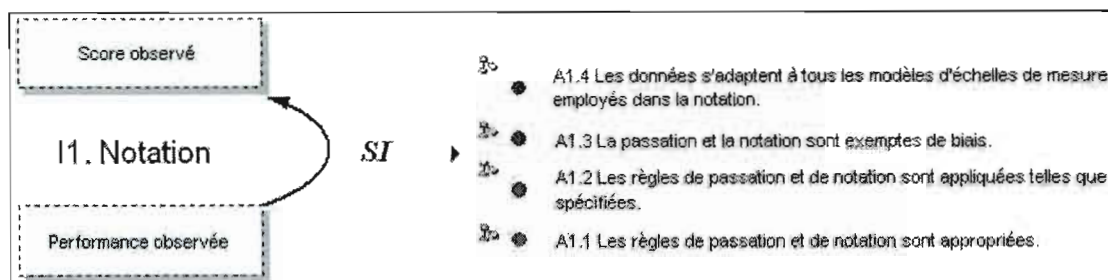 Score observé
I1. Notation
SI
Performance observée
A1.4 Les données s'adaptent à tous les modèles d'échelles de mesure
employés dans la notation.
A1.3 La passation et la notation sont exemptes de biais.
A1.2 Les règles de passation et de notation sont appliquées telles que
spécifiées.
A1.1 Les règles de passation et de notation sont appropriées.